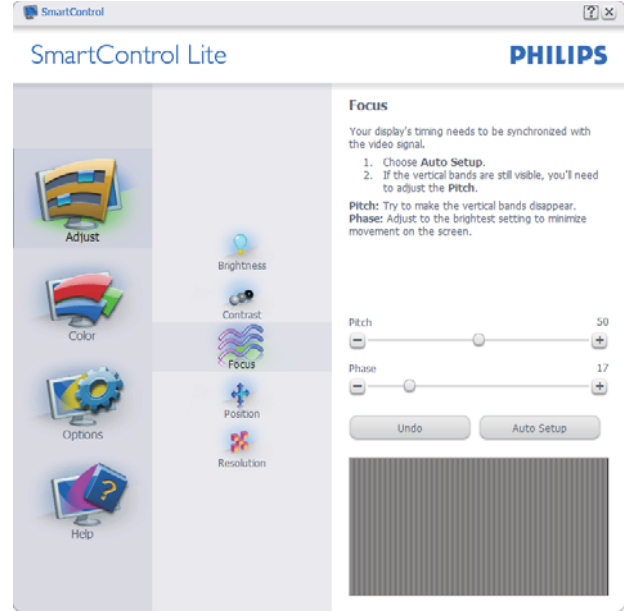 SmartControl
SmartControl Lite
PHILIPS
Adjust
Color
Options
Help
Brightness
Contrast
Focus
Position
Resolution
Focus
Your display's timing needs to be synchronized with
the video signal.
1. Choose Auto Setup.
2. If the vertical bands are still visible, you'll need
to adjust the Pitch.
Pitch: Try to make the vertical bands disappear.
Phase: Adjust to the brightest setting to minimize
movement on the screen.
Pitch 50
Phase 17
Undo Auto Setup